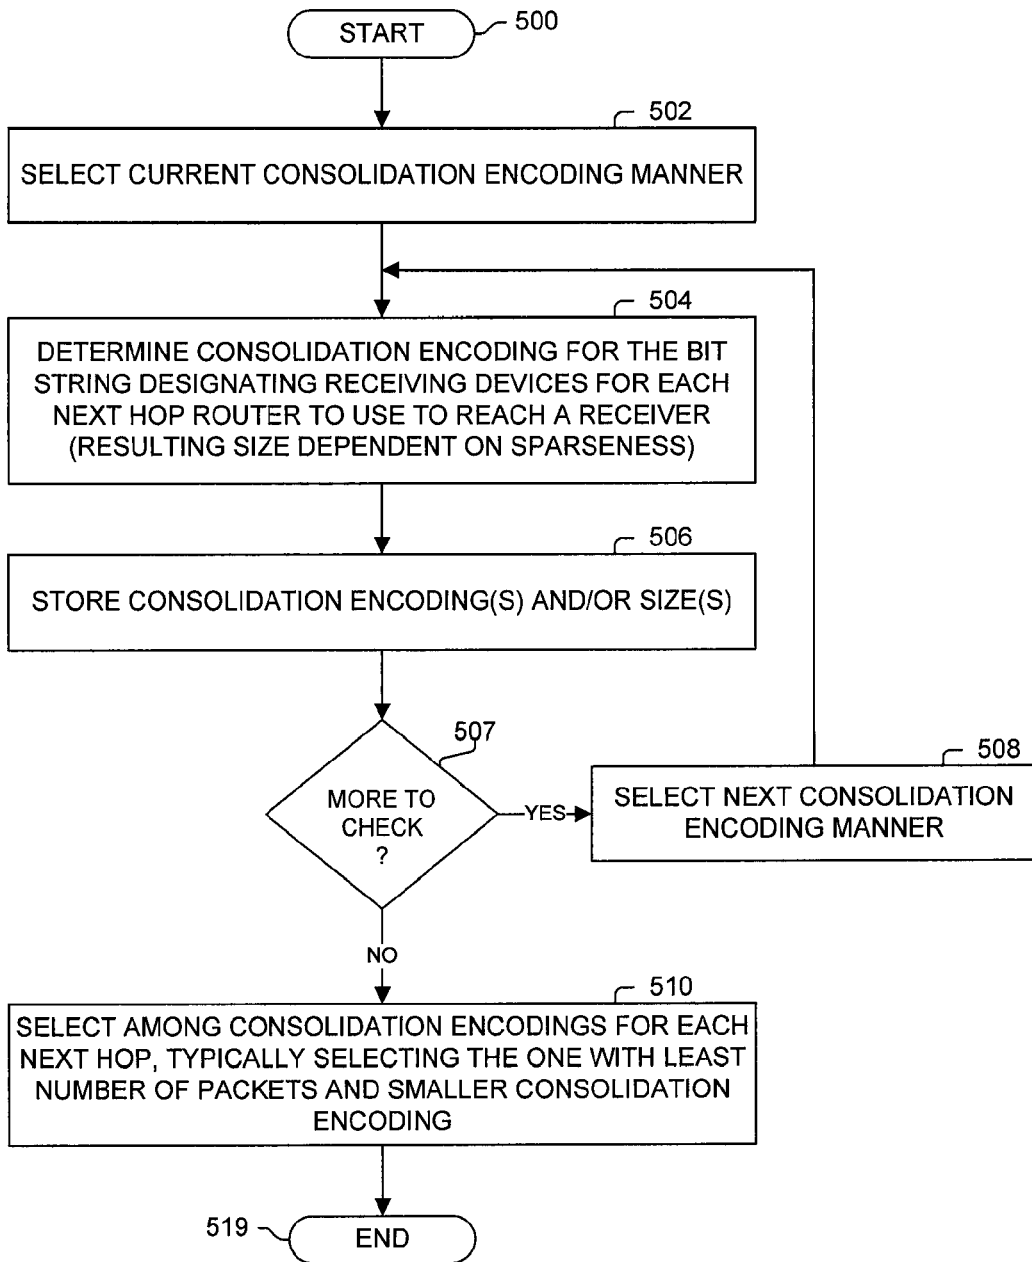 START
500
502
SELECT CURRENT CONSOLIDATION ENCODING MANNER
504
DETERMINE CONSOLIDATION ENCODING FOR THE BIT
STRING DESIGNATING RECEIVING DEVICES FOR EACH
NEXT HOP ROUTER TO USE TO REACH A RECEIVER
(RESULTING SIZE DEPENDENT ON SPARSENESS)
506
STORE CONSOLIDATION ENCODING(S) AND/OR SIZE(S)
507
MORE TO
CHECK
?
YES
508
SELECT NEXT CONSOLIDATION
ENCODING MANNER
NO
510
SELECT AMONG CONSOLIDATION ENCODINGS FOR EACH
NEXT HOP, TYPICALLY SELECTING THE ONE WITH LEAST
NUMBER OF PACKETS AND SMALLER CONSOLIDATION
ENCODING
519
END